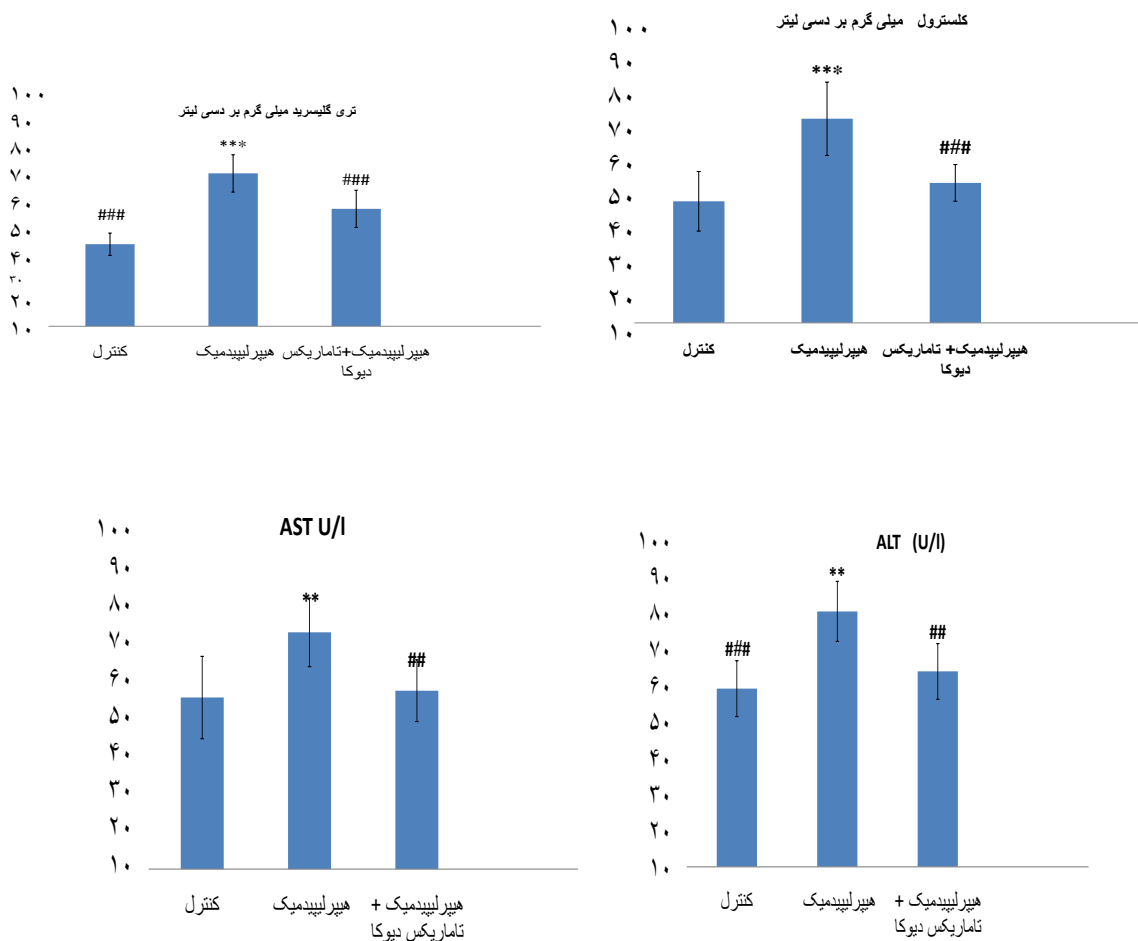 تری گلیسرید میلی گرم بر دسی لیتر
۱۰۰
۹۰
۸۰
۷۰
۶۰
۵۰
۴۰
۳۰
۲۰
۱۰
###
***
###
کنترل
هیپرلیپیدمیک
هیپرلیپیدمیک+تاماریکس
دیوکا
کلسترول میلی گرم بر دسی لیتر
۱۰۰
۹۰
۸۰
۷۰
۶۰
۵۰
۴۰
۳۰
۲۰
۱۰
***
###
کنترل
هیپرلیپیدمیک
هیپرلیپدمیک+ تاماریکس
دیوکا
AST U/l
۱۰۰
۹۰
۸۰
۷۰
۶۰
۵۰
۴۰
۳۰
۲۰
۱۰
**
##
کنترل
هیپرلیپیدمیک
هیپرلیپیدمیک +
تاماریکس دیوکا
ALT (U/l)
۱۰۰
۹۰
۸۰
۷۰
۶۰
۵۰
۴۰
۳۰
۲۰
۱۰
###
**
##
کنترل
هیپرلیپیدمیک
هیپرلیپیدمیک +
تاماریکس دیوکا